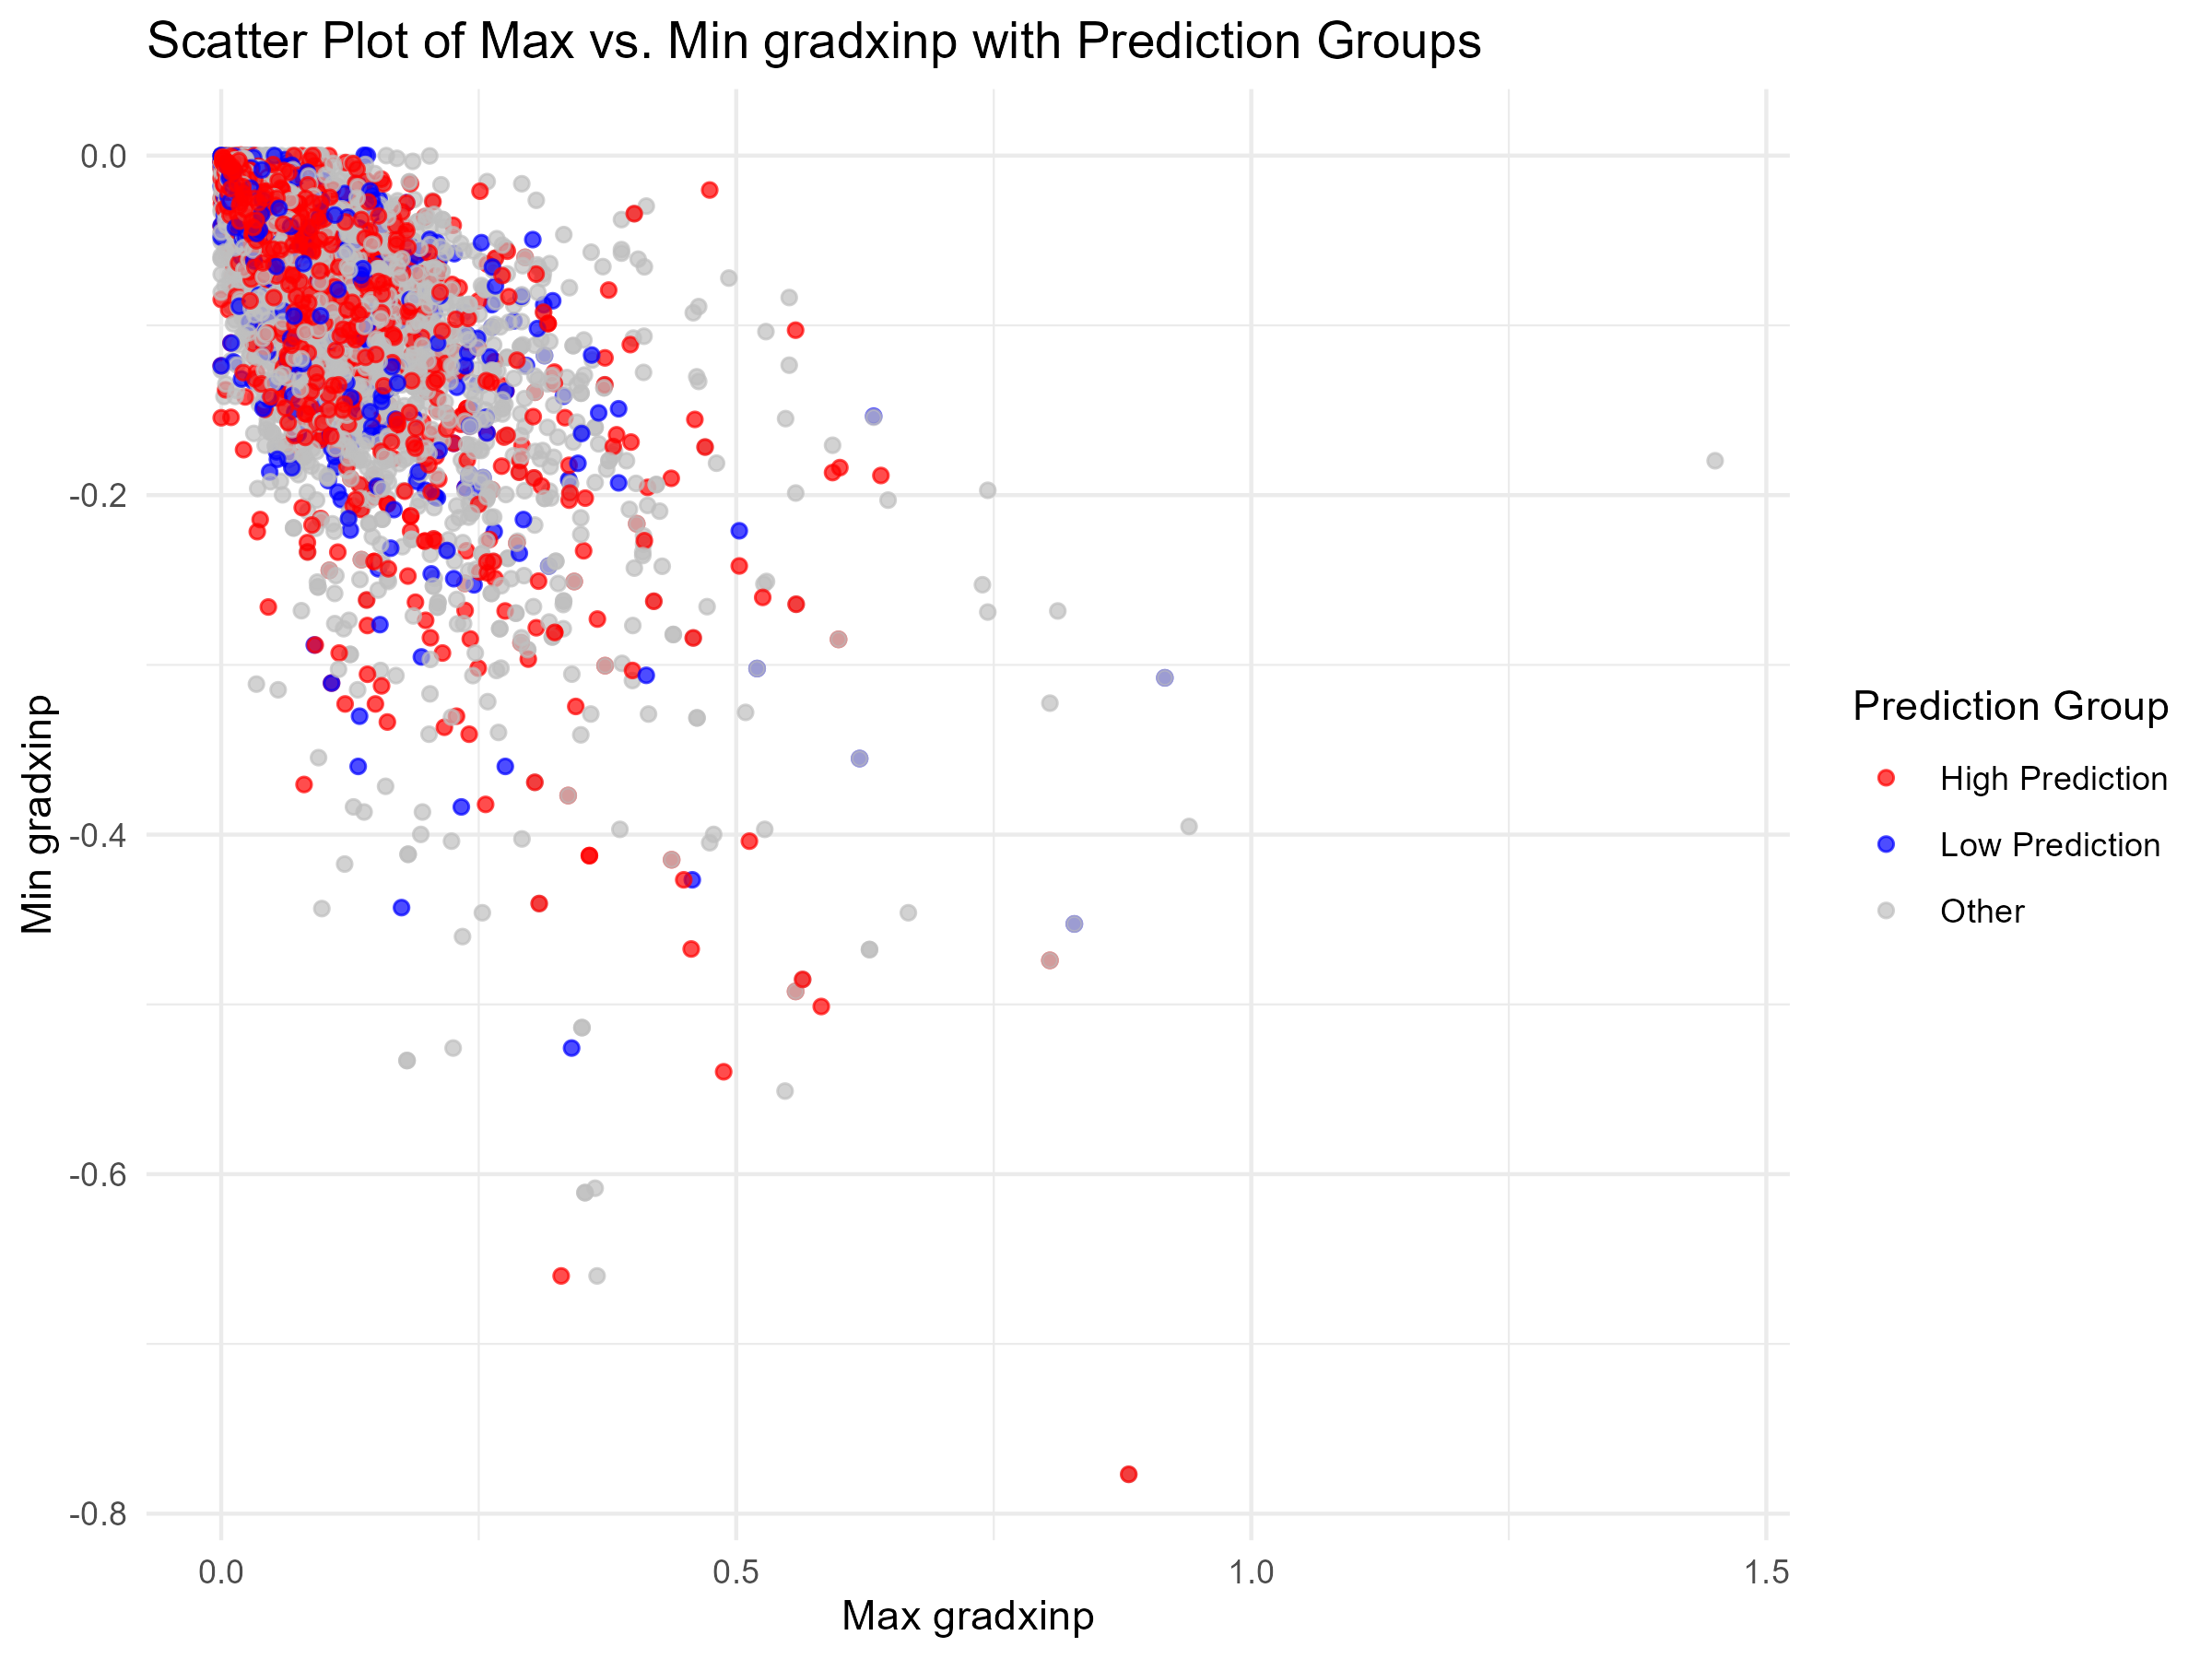 Scatter Plot of Max vs. Min gradxinp with Prediction Groups
0.0
-0.2
-0.4
-0.6
-0.8
Min gradxinp
0.0
0.5
1.0
1.5
Max gradxinp
Prediction Group
High Prediction
Low Prediction
Other